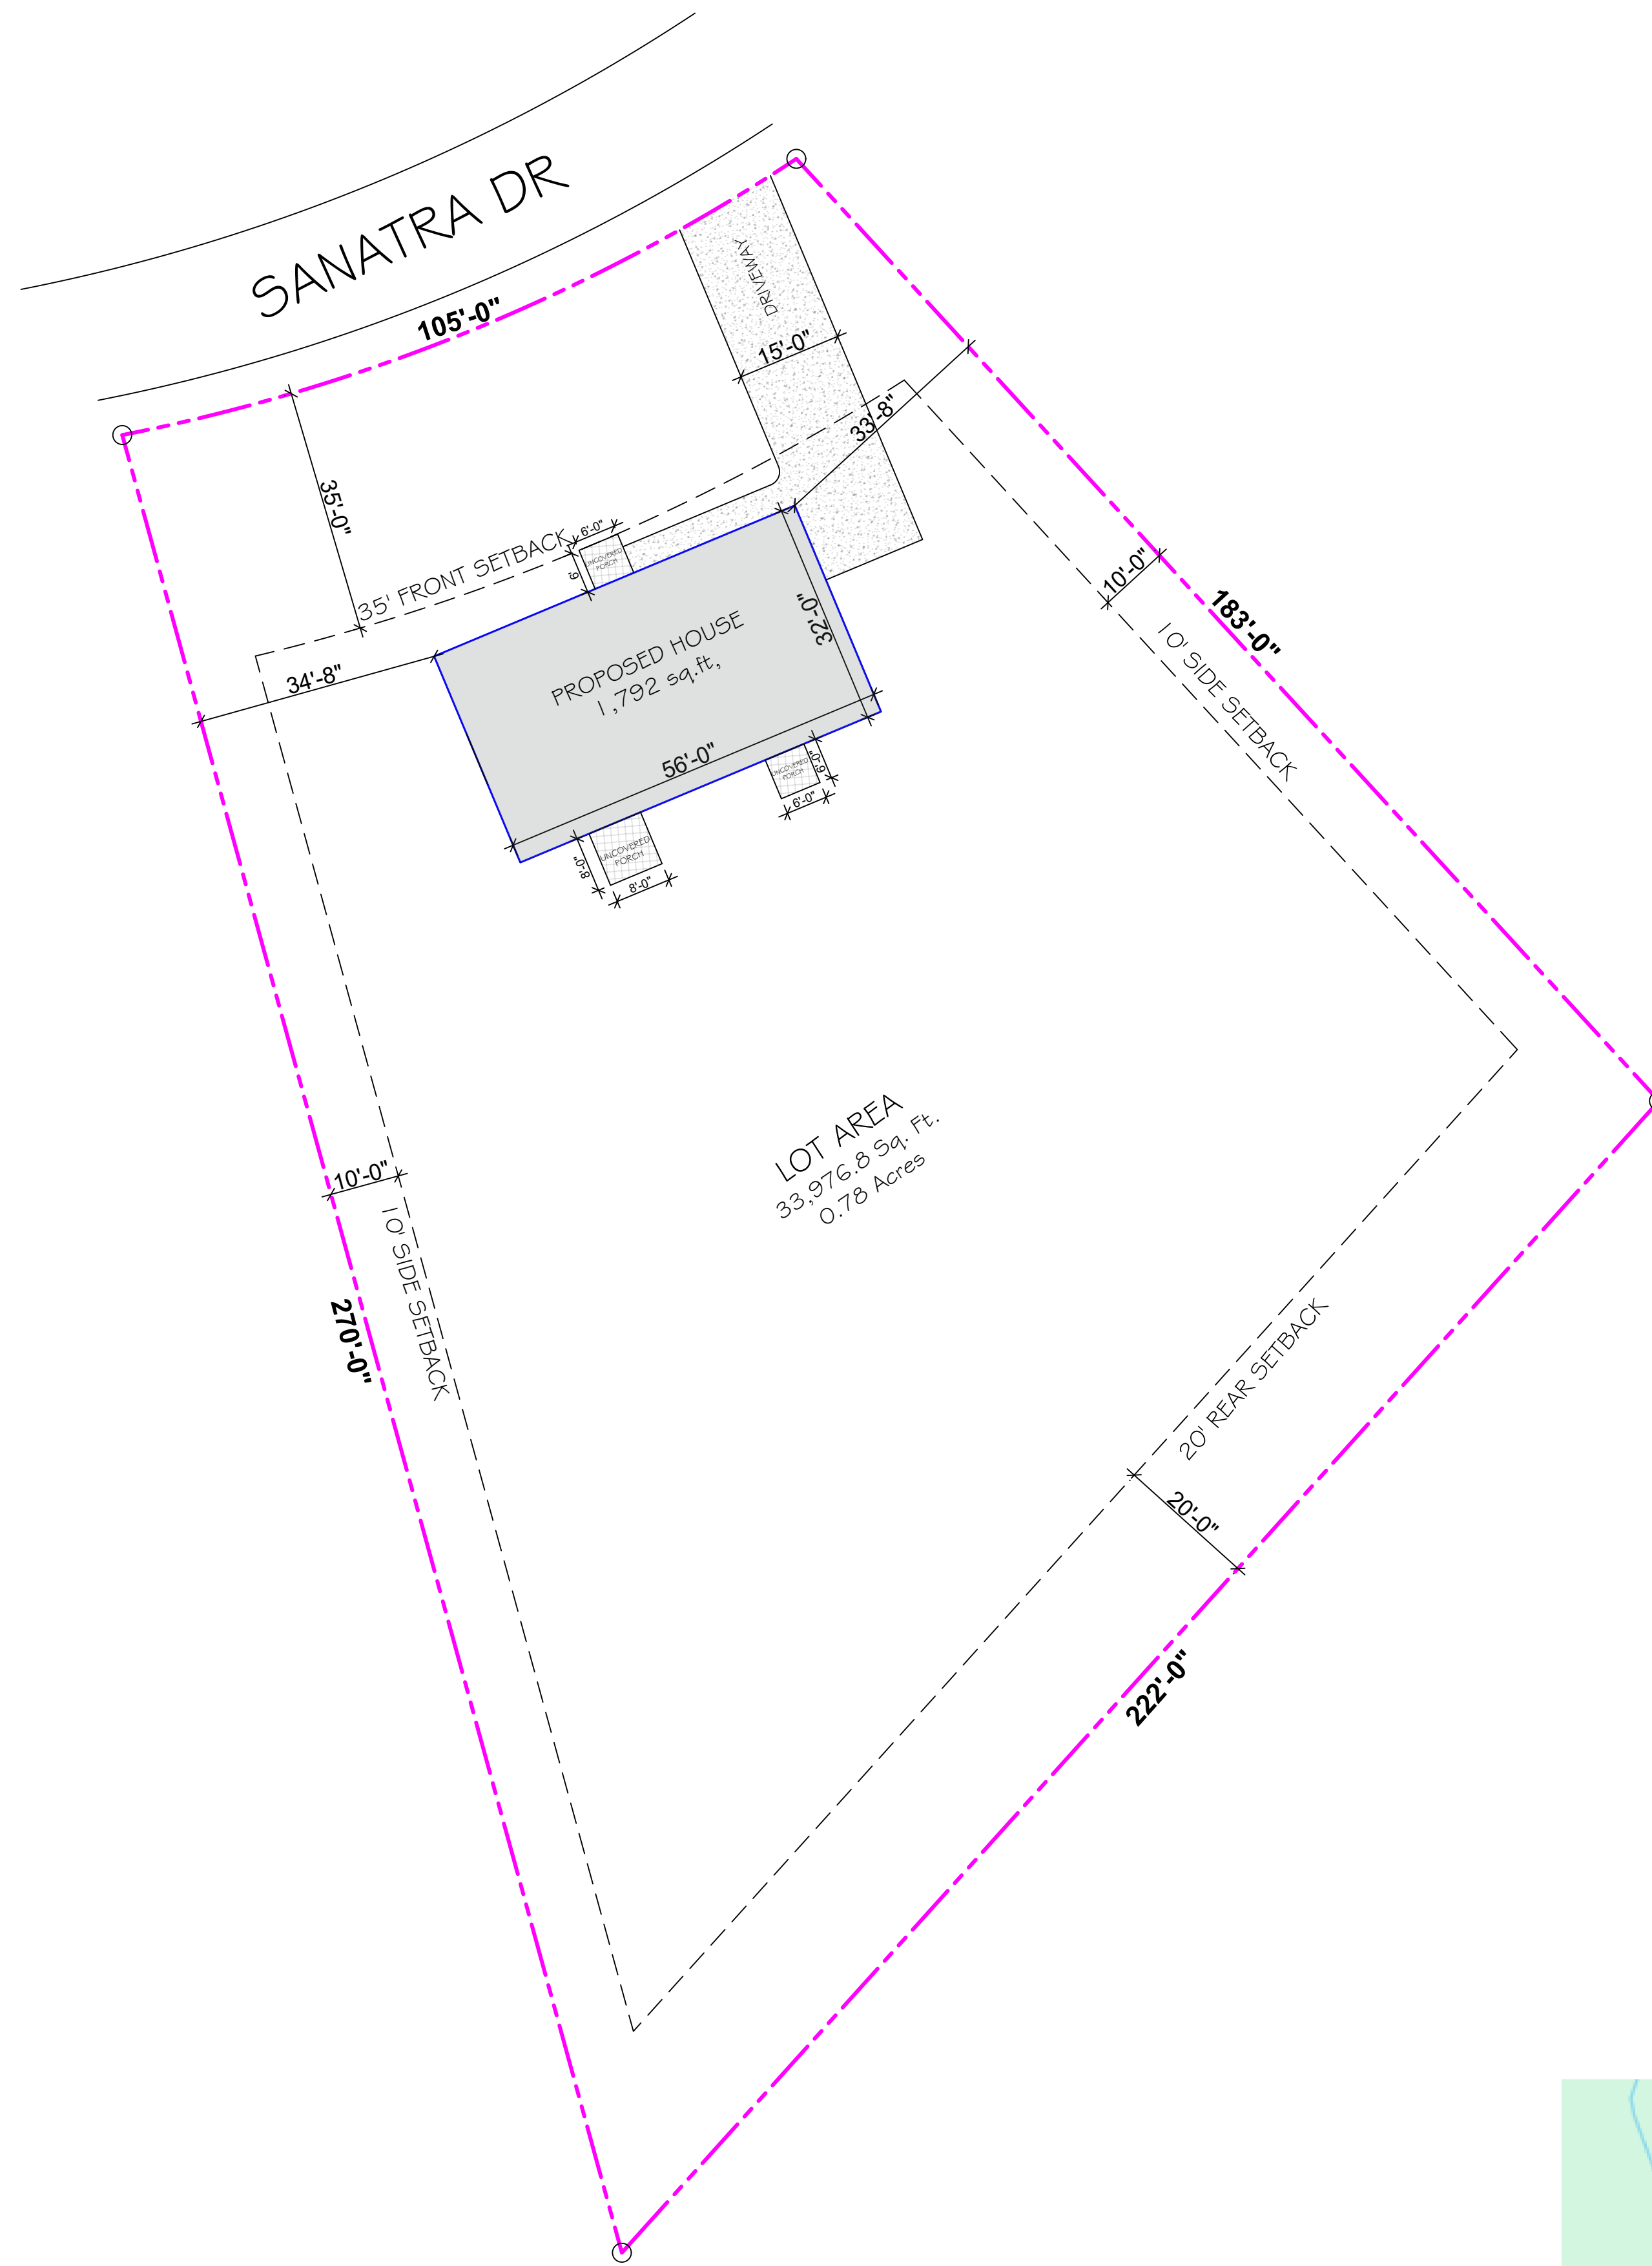 SANATRA DR
105'-0"
DRIVEWAY
15'-0"
33'-8"
35'-0"
35' FRONT SETBACK
6'-0"
UNCOVERED
PORCH
34'-8"
PROPOSED HOUSE
1,792 sq.ft,
32'-0"
56'-0"
10'-0"
183'-0"
10' SIDE SETBACK
UNCOVERED
PORCH
6'-0"
6'-0"
UNCOVERED
PORCH
8'-0"
8'-0"
LOT AREA
33,976.8 Sq. Ft.
0.78 Acres
10'-0"
10' SIDE SETBACK
270'-0"
20' REAR SETBACK
20'-0"
222'-0"